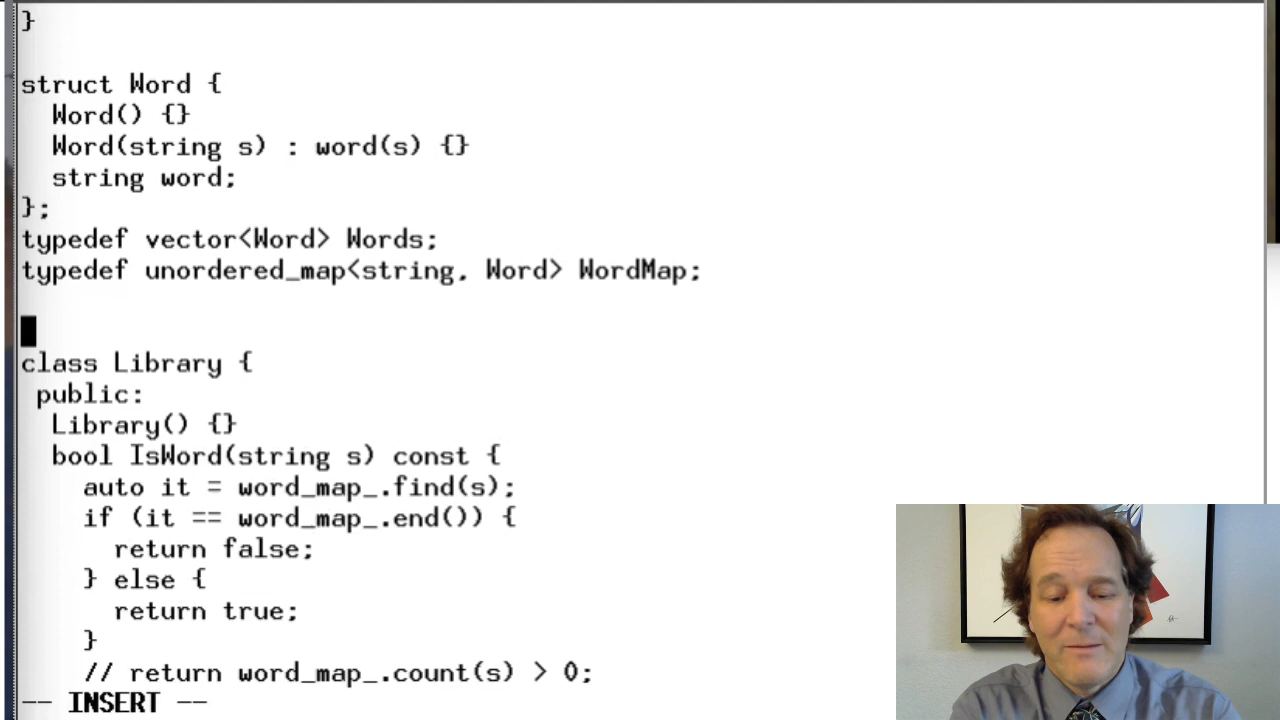 }
struct Word {
  Word() {}
  Word(string s) : word(s) {}
  string word;
};
typedef vector<Word> Words;
typedef unordered_map<string, Word> WordMap;
class Library {
 public:
  Library() {}
  bool IsWord(string s) const {
    auto it = word_map_.find(s);
    if (it == word_map_.end()) {
      return false;
    } else {
      return true;
    }
    // return word_map_.count(s) > 0;
-- INSERT --